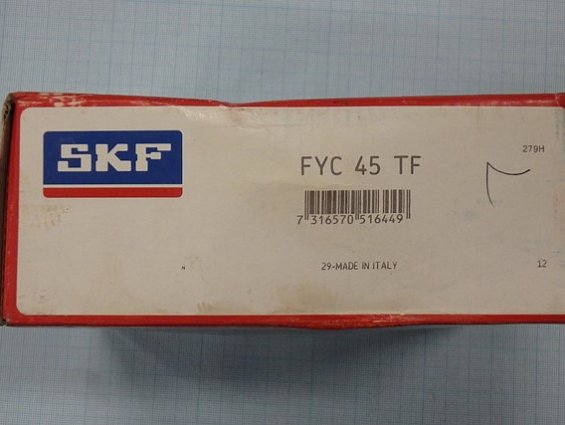 SKF
FYC 45 TF
279H
7 316570 516449
29-MADE IN ITALY
12
N